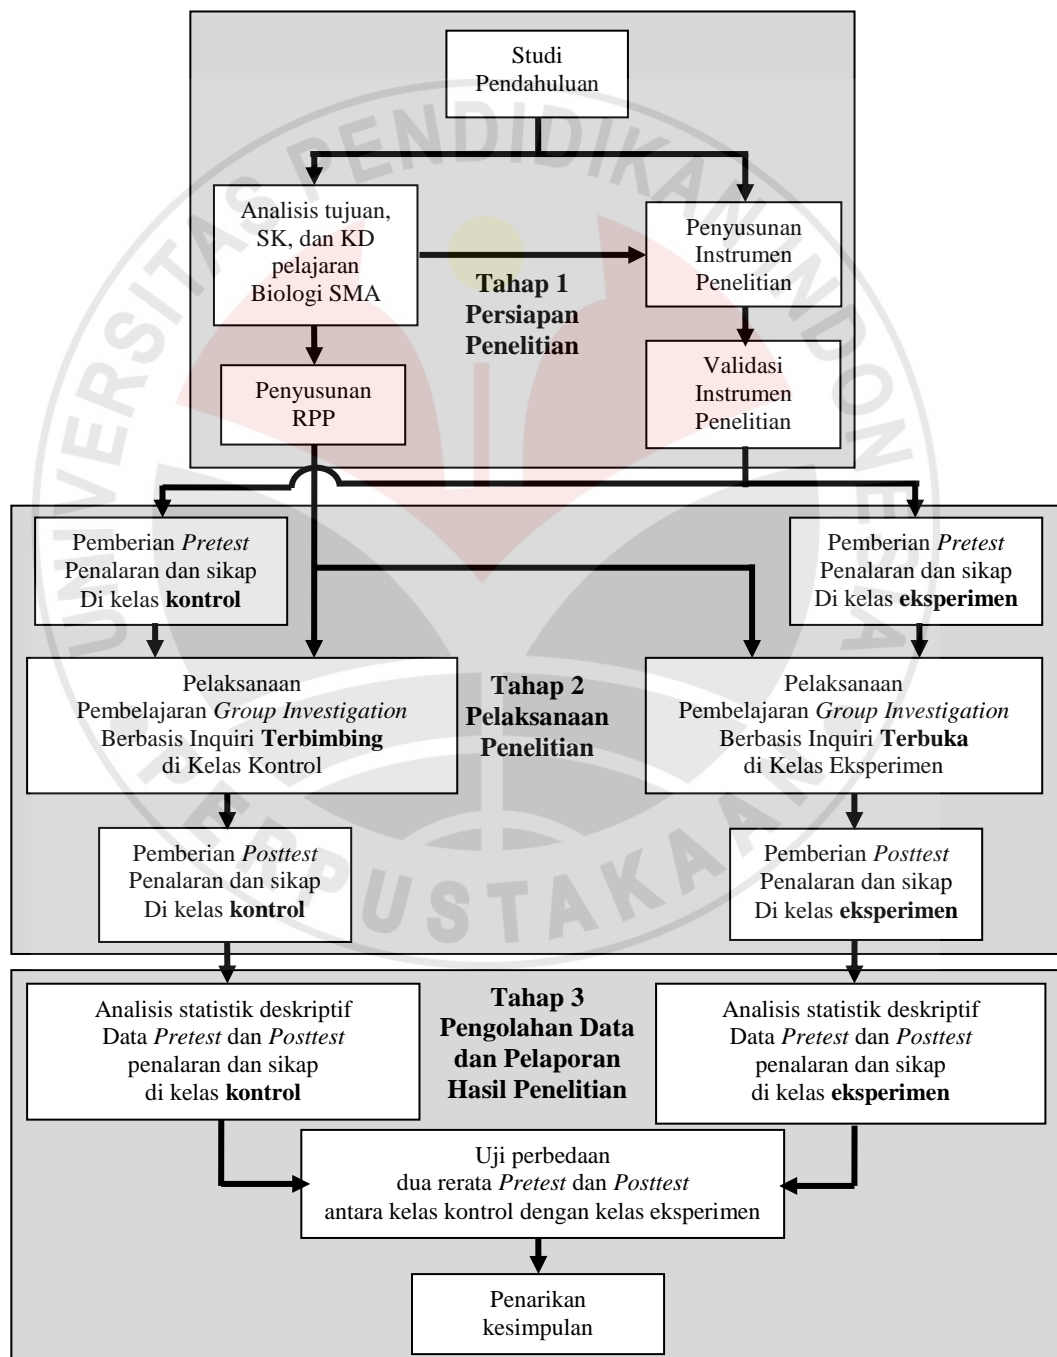 Studi
Pendahuluan
Analisis tujuan,
SK, dan KD
pelajaran
Biologi SMA
Penyusunan
Instrumen
Penelitian
Tahap 1
Persiapan
Penelitian
Penyusunan
RPP
Validasi
Instrumen
Penelitian
Pemberian Pretest
Penalaran dan sikap
Di kelas kontrol
Pemberian Pretest
Penalaran dan sikap
Di kelas eksperimen
Pelaksanaan
Pembelajaran Group Investigation
Berbasis Inquiri Terbimbing
di Kelas Kontrol
Tahap 2
Pelaksanaan
Penelitian
Pelaksanaan
Pembelajaran Group Investigation
Berbasis Inquiri Terbuka
di Kelas Eksperimen
Pemberian Posttest
Penalaran dan sikap
Di kelas kontrol
Pemberian Posttest
Penalaran dan sikap
Di kelas eksperimen
Analisis statistik deskriptif
Data Pretest dan Posttest
penalaran dan sikap
di kelas kontrol
Tahap 3
Pengolahan Data
dan Pelaporan
Hasil Penelitian
Analisis statistik deskriptif
Data Pretest dan Posttest
penalaran dan sikap
di kelas eksperimen
Uji perbedaan
dua rerata Pretest dan Posttest
antara kelas kontrol dengan kelas eksperimen
Penarikan
kesimpulan
UNIVERSITAS PENDIDIKAN INDONESIA
PERPUSTAKAAN